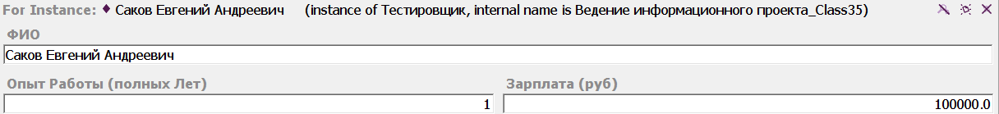 For Instance: Саков Евгений Андреевич (instance of Тестировщик, internal name is Ведение информационного проекта_Class35)
ФИО
Саков Евгений Андреевич
Опыт Работы (полных Лет) Зарплата (руб)
1 100000.0